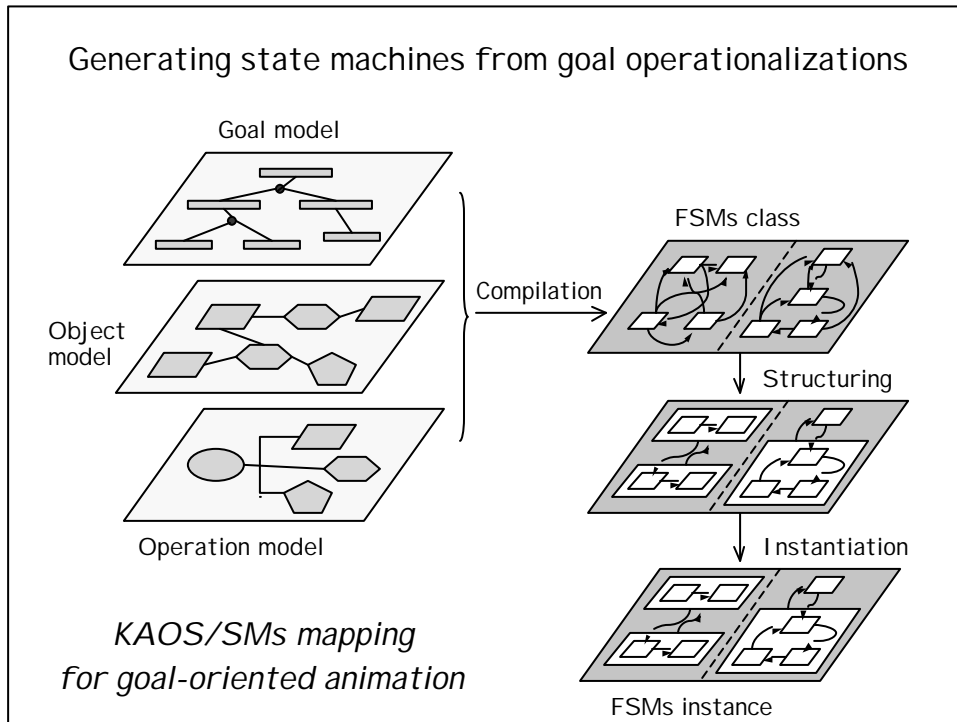 Generating state machines from goal operationalizations
Goal model
FSMs class
Compilation
Object
model
Structuring
Operation model
Instantiation
KAOS/SMs mapping
for goal-oriented animation
FSMs instance